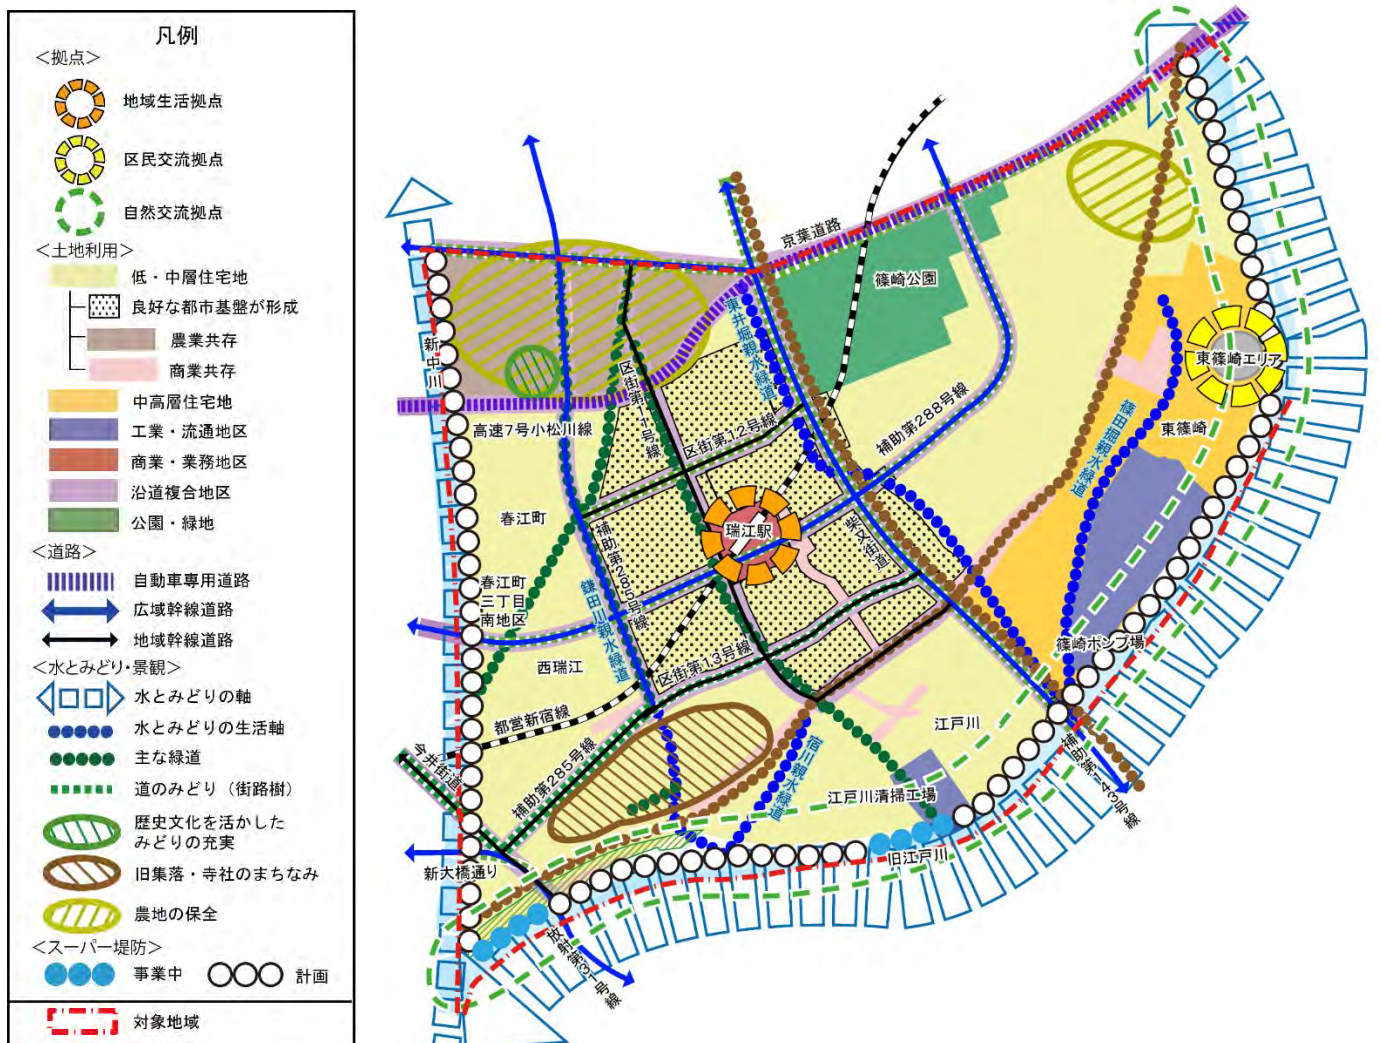 凡例
＜拠点＞
地域生活拠点
区民交流拠点
自然交流拠点
＜土地利用＞
低・中層住宅地
良好な都市基盤が形成
農業共存
商業共存
中高層住宅地
工業・流通地区
商業・業務地区
沿道複合地区
公園・緑地
＜道路＞
自動車専用道路
広域幹線道路
地域幹線道路
＜水とみどり・景観＞
水とみどりの軸
水とみどりの生活軸
主な緑道
道のみどり（街路樹）
歴史文化を活かした
みどりの充実
旧集落・寺社のまちなみ
農地の保全
＜スーパー堤防＞
事業中
計画
対象地域
京葉道路
篠崎公園
新中川
東井堀親水緑道
区街第11号線
東篠崎エリア
高速7号小松川線
区街第12号線
補助第288号線
東篠崎
篠田堀親水緑道
春江町
補助第285号線
瑞江駅
柴又街道
春江町
三丁目
南地区
鎌田川親水緑道
西瑞江
区街第13号線
篠崎ポンプ場
都営新宿線
江戸川
今井街道
補助第285号線
宿川親水緑道
補助第143号線
江戸川清掃工場
新大橋通り
旧江戸川
放射第31号線